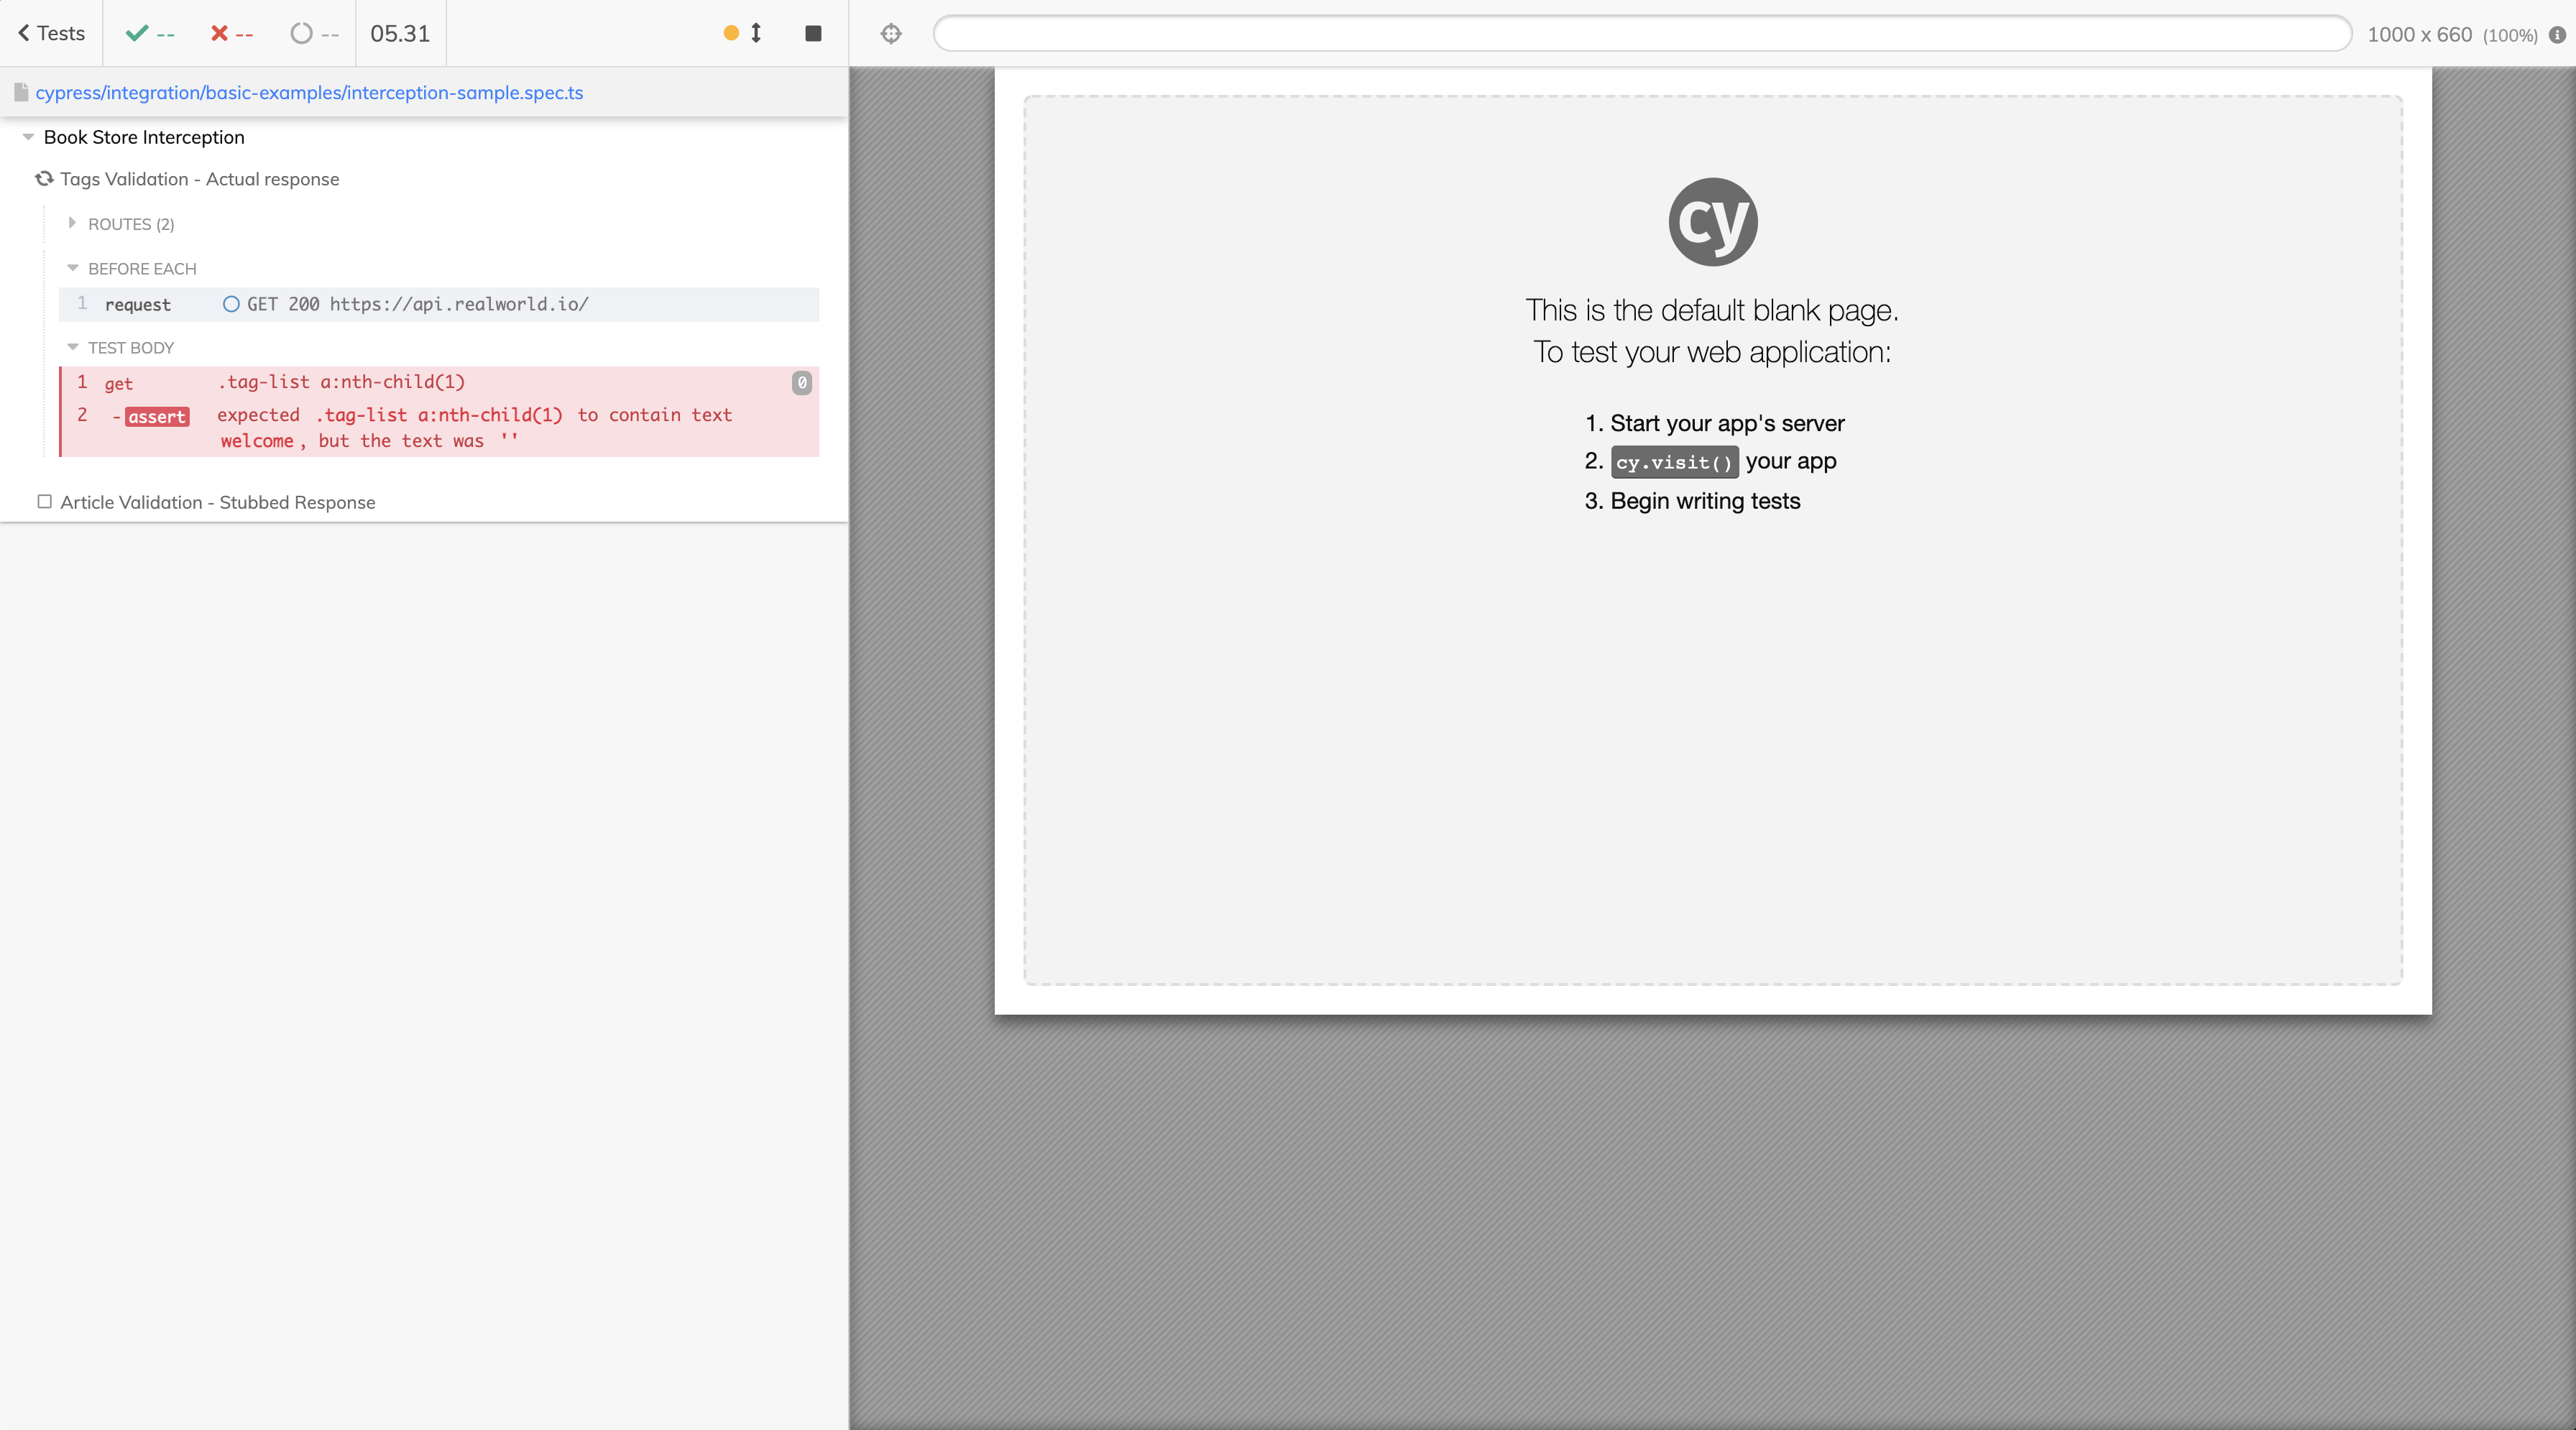 Tests -- -- -- 05.31
1000 x 660 (100%)
cypress/integration/basic-examples/interception-sample.spec.ts
Book Store Interception
Tags Validation - Actual response
ROUTES (2)
BEFORE EACH
1 request GET 200 https://api.realworld.io/
TEST BODY
1 get .tag-list a:nth-child(1) 0
2 -assert expected .tag-list a:nth-child(1) to contain text
welcome, but the text was ''
Article Validation - Stubbed Response
cy
This is the default blank page.
To test your web application:
1. Start your app's server
2. cy.visit() your app
3. Begin writing tests